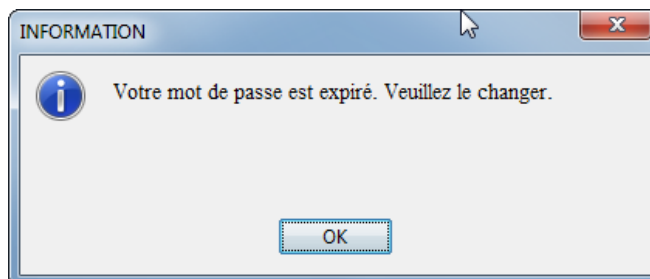 INFORMATION
Votre mot de passe est expiré. Veuillez le changer.
OK